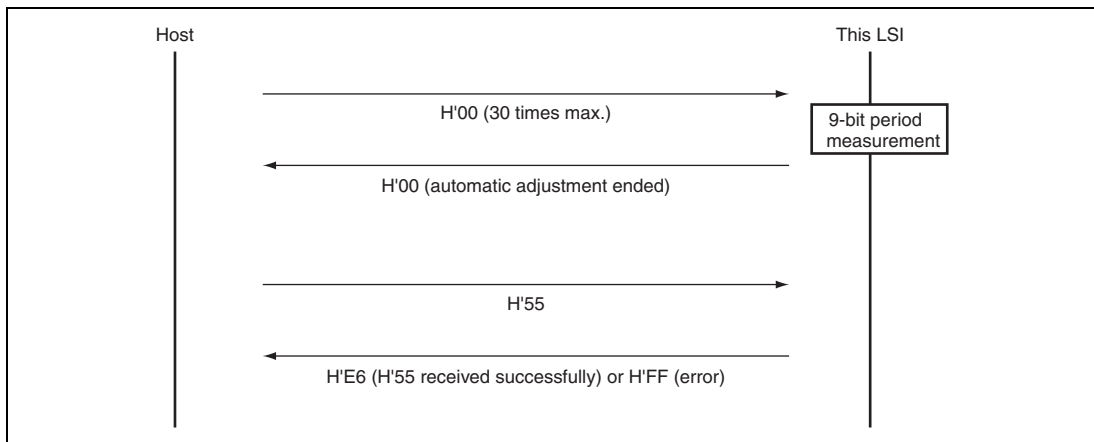 Host
This LSI
H'00 (30 times max.)
9-bit period
measurement
H'00 (automatic adjustment ended)
H'55
H'E6 (H'55 received successfully) or H'FF (error)